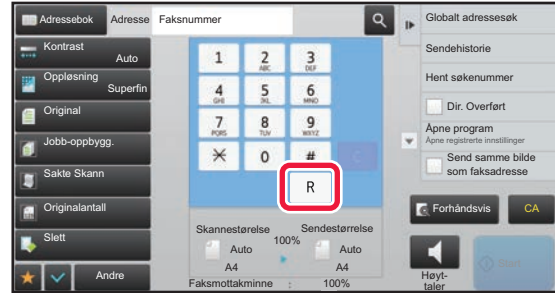 Adressebok
Adresse
Faksnummer
Kontrast
Auto
Oppløsning
Superfin
Original
Jobb-oppbygg.
Sakte Skann
Originalantall
Slett
Andre
1
2
ABC
3
DEF
4
GHI
5
JKL
6
MNO
7
PQRS
8
TUV
9
WXYZ
0
#
C
R
Skannestørelse
Sendestørrelse
100%
Auto
Auto
A4
A4
Faksmottakminne : 100%
Globalt adressesøk
Sendehistorie
Hent søkenummer
Dir. Overført
Åpne program
Åpne registrerte innstillinger
Send samme bilde
som faksadresse
Forhåndsvis
CA
Høyt-
taler
Start